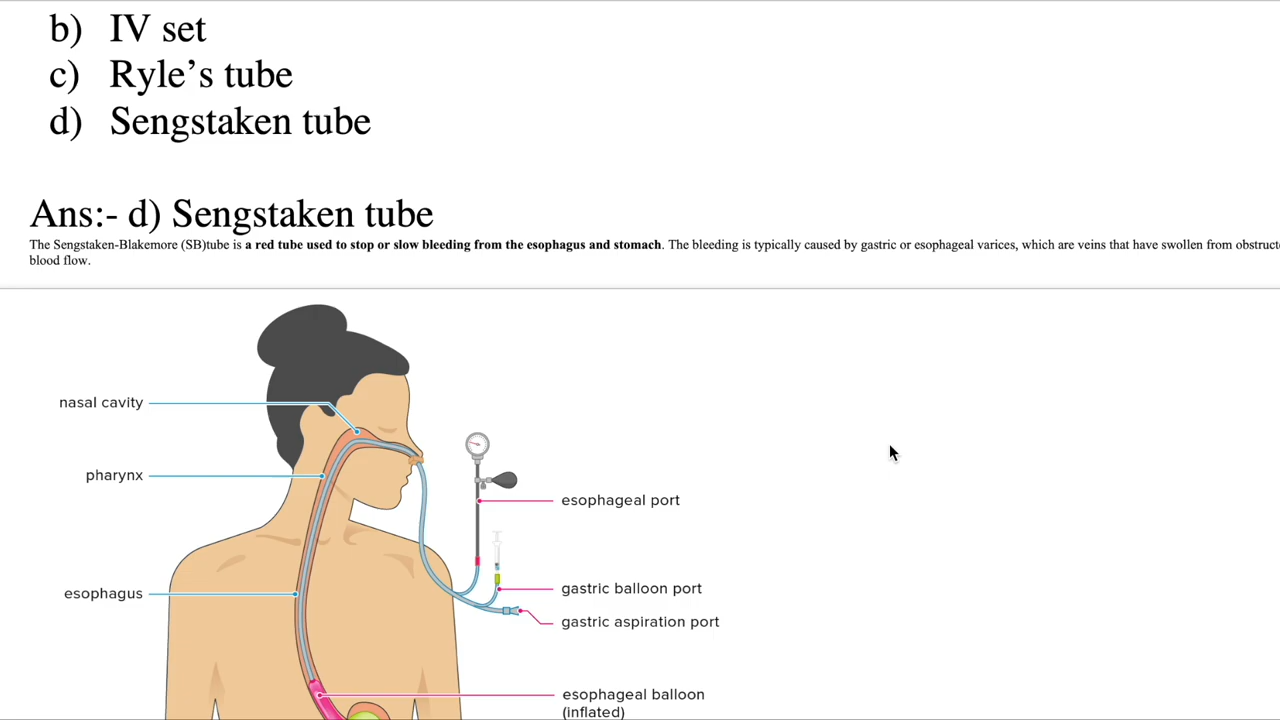 b) IV set
c) Ryle’s tube
d) Sengstaken tube
Ans:- d) Sengstaken tube
The Sengstaken-Blakemore (SB)tube is a red tube used to stop or slow bleeding from the esophagus and stomach. The bleeding is typically caused by gastric or esophageal varices, which are veins that have swollen from obstructe
blood flow.
nasal cavity
pharynx
esophageal port
gastric balloon port
esophagus
gastric aspiration port
esophageal balloon
(inflated)